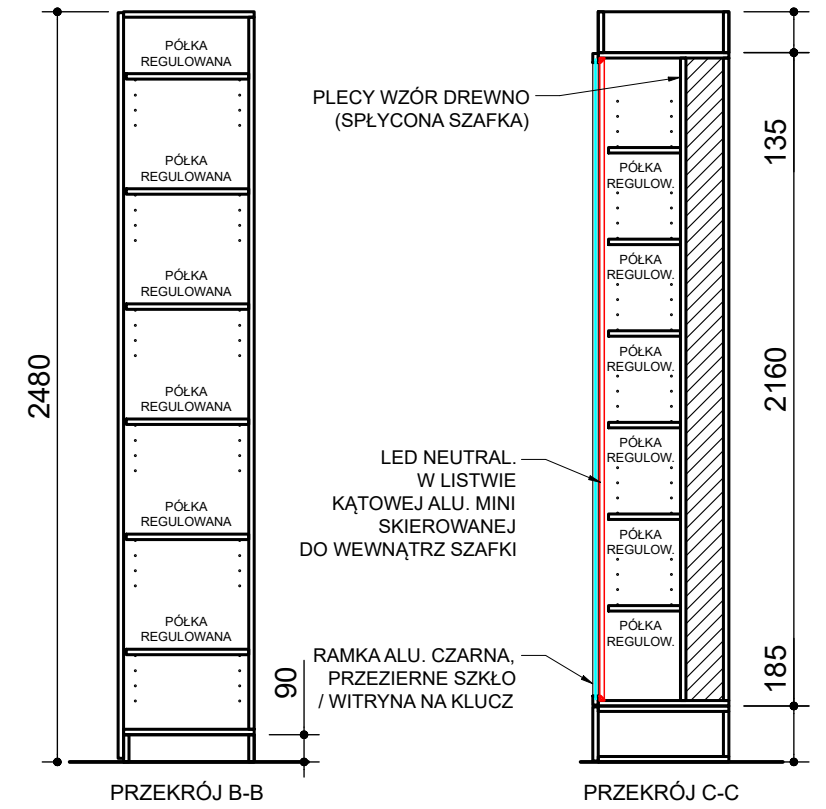 PÓŁKA
REGULOWANA
PÓŁKA
REGULOWANA
PÓŁKA
REGULOWANA
PÓŁKA
REGULOWANA
PÓŁKA
REGULOWANA
PÓŁKA
REGULOWANA
2480
90
PRZEKRÓJ B-B
PLECY WZÓR DREWNO
(SPŁYCONA SZAFKA)
LED NEUTRAL.
W LISTWIE
KĄTOWEJ ALU. MINI
SKIEROWANEJ
DO WEWNĄTRZ SZAFKI
RAMKA ALU. CZARNA,
PRZEZIERNE SZKŁO
/ WITRYNA NA KLUCZ
PÓŁKA
REGULOW.
PÓŁKA
REGULOW.
PÓŁKA
REGULOW.
PÓŁKA
REGULOW.
PÓŁKA
REGULOW.
PÓŁKA
REGULOW.
135
2160
185
PRZEKRÓJ C-C